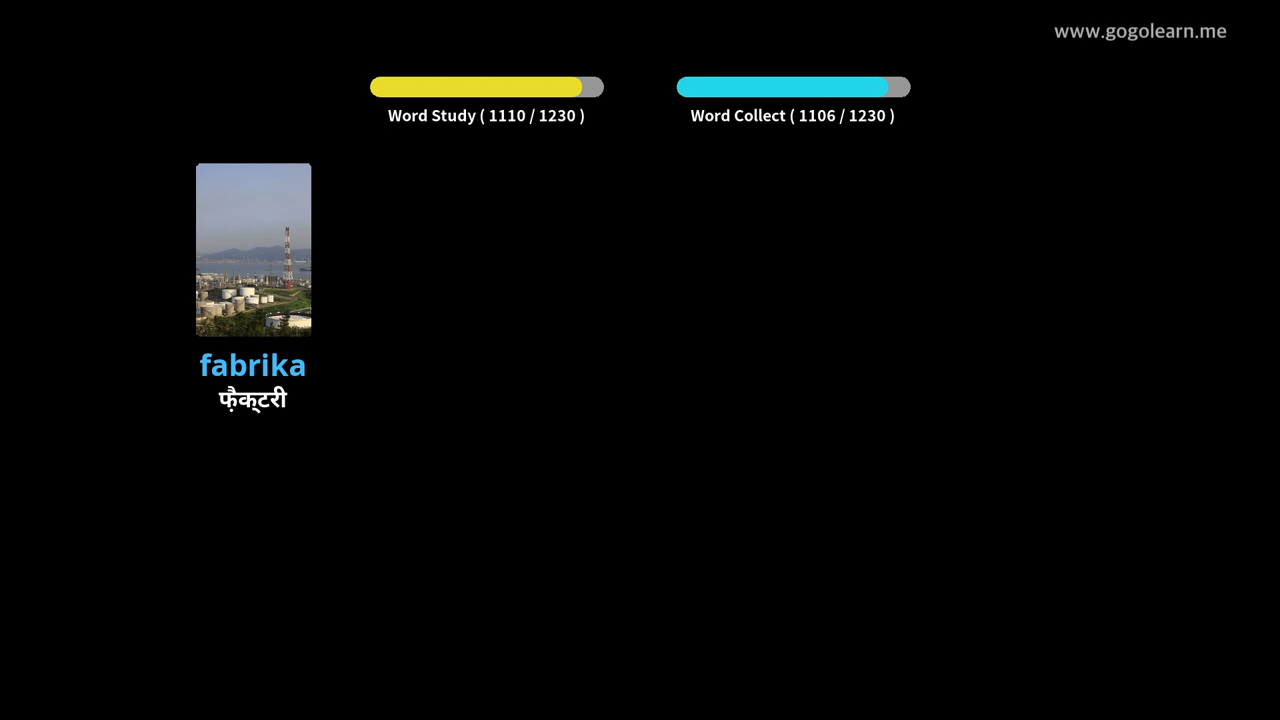 www.gogolearn.me
Word Study ( 1110 / 1230 )
Word Collect ( 1106 / 1230 )
fabrika
फ़ैक्टरी